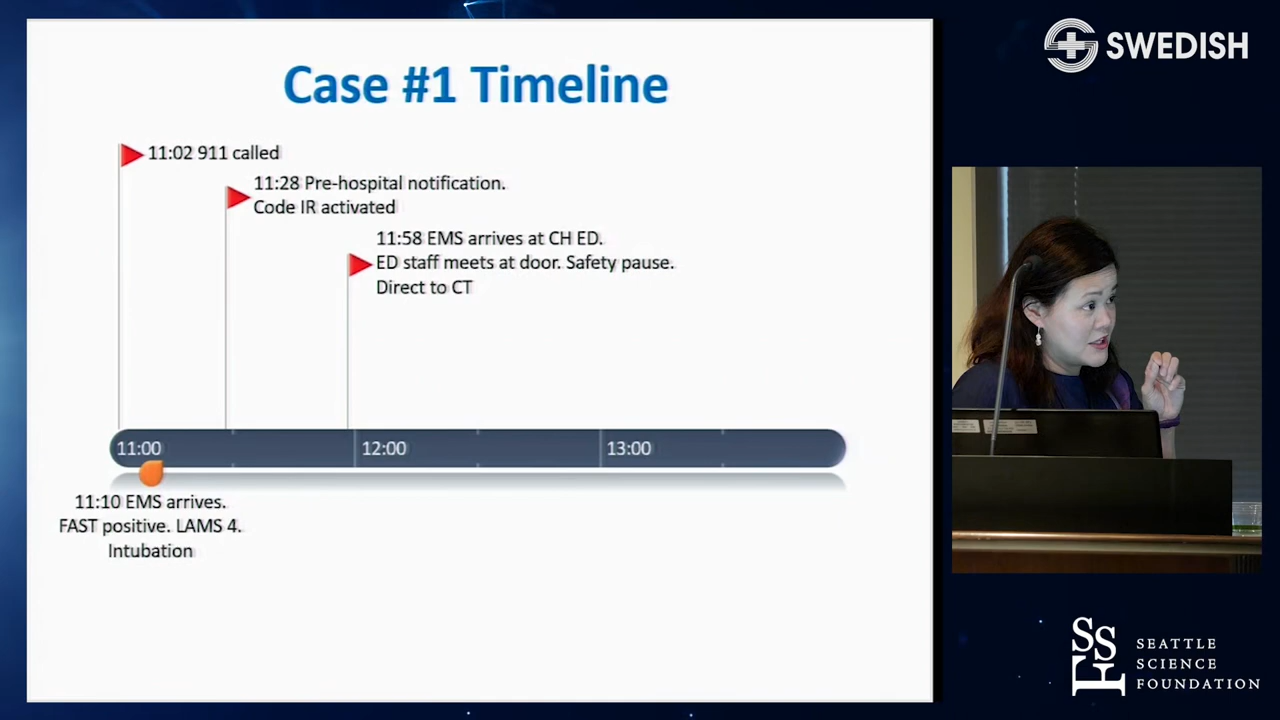 Case #1 Timeline
11:02 911 called
11:28 Pre-hospital notification.
Code IR activated
11:58 EMS arrives at CH ED.
ED staff meets at door. Safety pause.
Direct to CT
11:00
12:00
13:00
11:10 EMS arrives.
FAST positive. LAMS 4.
Intubation
SWEDISH
SSF
SEATTLE
SCIENCE
FOUNDATION